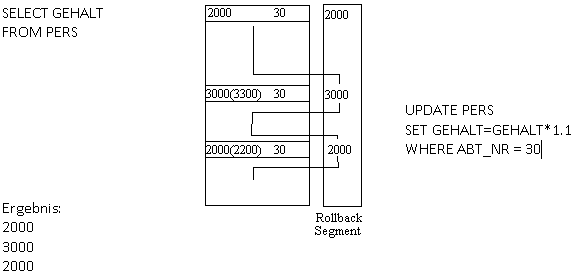 SELECT GEHALT
FROM PERS
2000 30
2000
3000(3300) 30
3000
2000(2200) 30
2000
UPDATE PERS
SET GEHALT=GEHALT*1.1
WHERE ABT_NR = 30
Rollback
Segment
Ergebnis:
2000
3000
2000